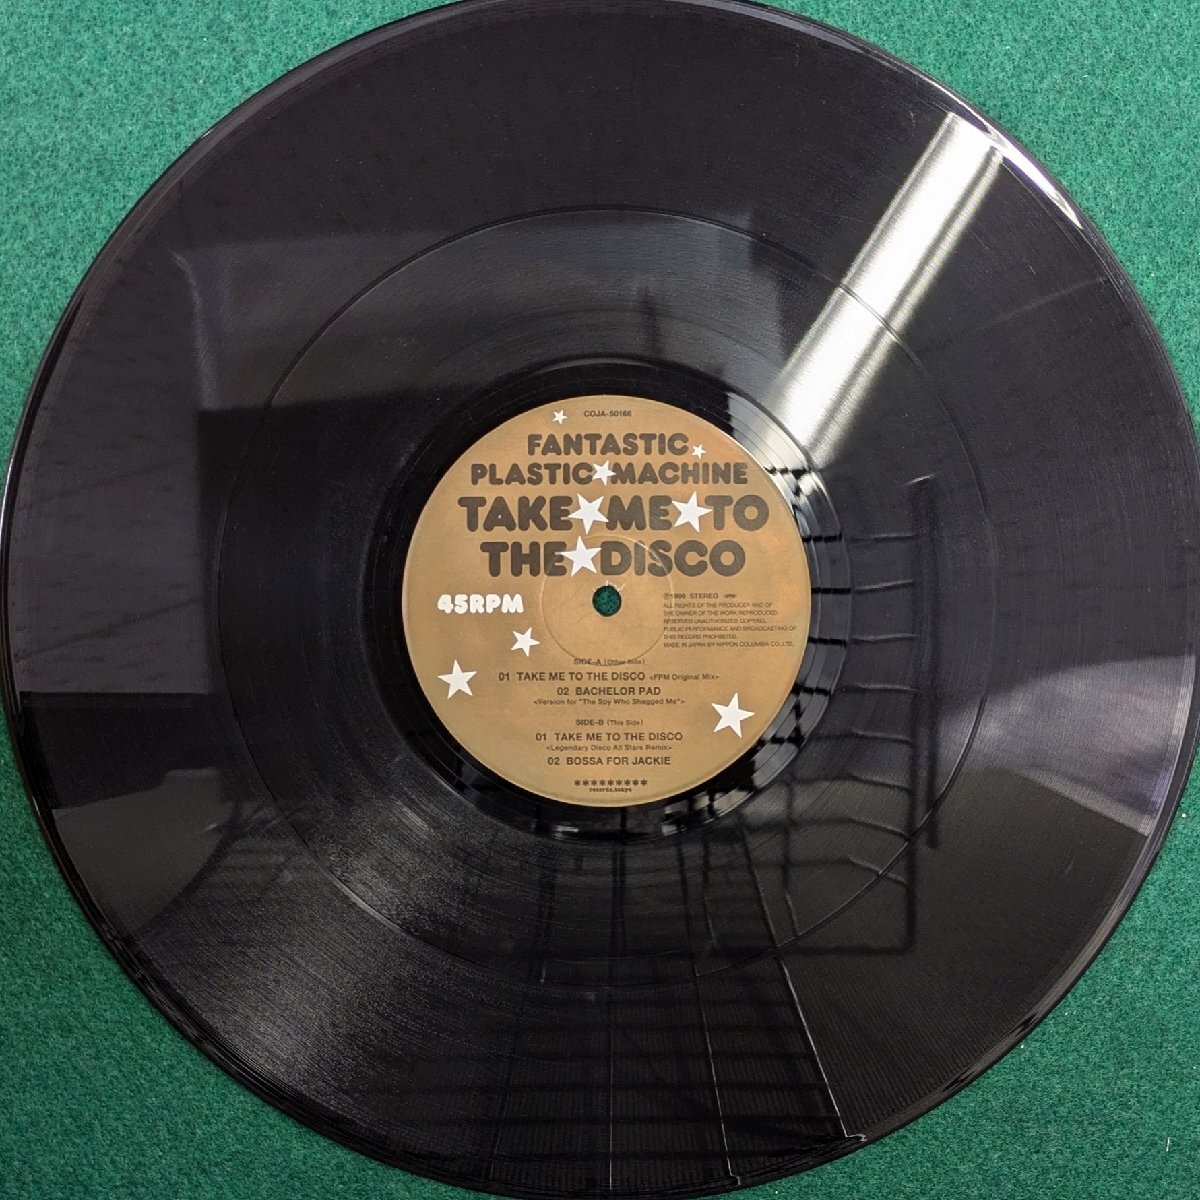 COJA-50166
FANTASTIC
PLASTIC★MACHINE
TAKE★ME★TO
THE★DISCO
45RPM
℗1999 STEREO
ALL RIGHTS OF THE PRODUCER AND OF
THE OWNER OF THE WORK REPRODUCED
RESERVED UNAUTHORIZED COPYING,
PUBLIC PERFORMANCE AND BROADCASTING OF
THIS RECORD PROHIBITED.
MADE IN JAPAN BY NIPPON COLUMBIA CO.,LTD.
SIDE-A (Other Side)
01 TAKE ME TO THE DISCO <FPM Original Mix>
02 BACHELOR PAD
<Version for "The Spy Who Shagged Me">
SIDE-B (This Side)
01 TAKE ME TO THE DISCO
<Legendary Disco All Stars Remix>
02 BOSSA FOR JACKIE
*********
records,tokyo